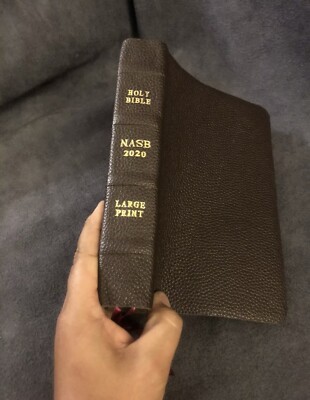 HOLY
BIBLE
NASB
2020
LARGE
PRINT